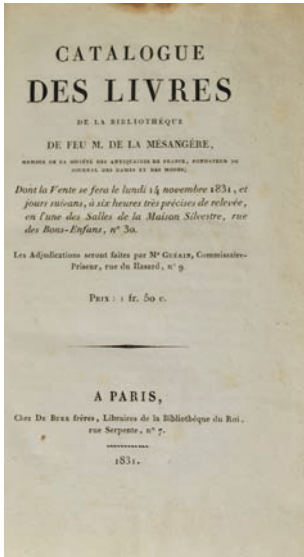 CATALOGUE
DES LIVRES
DE LA BIBLIOTHÉQUE
DE FEU M. DE LA MÉSANGÈRE,
MEMBRE DE LA SOCIÉTÉ DES ANTIQUAIRES DE FRANCE, FONDATEUR DU
JOURNAL DES DAMES ET DES MODES;
Dont la Vente se fera le lundi 14 novembre 1831, et
jours suivans, à six heures très précises de relevée,
en l'une des Salles de la Maison Silvestre, rue
des Bons-Enfans, n° 30.
Les Adjudications seront faites par Me GUÉRIN, Commissaire-
Priseur, rue du Hasard, n° 9.
PRIX: 1 fr. 50 c.
A PARIS,
Chez DE BURE frères, Libraires de la Bibliothèque du Roi,
rue Serpente, n° 7.
1831.